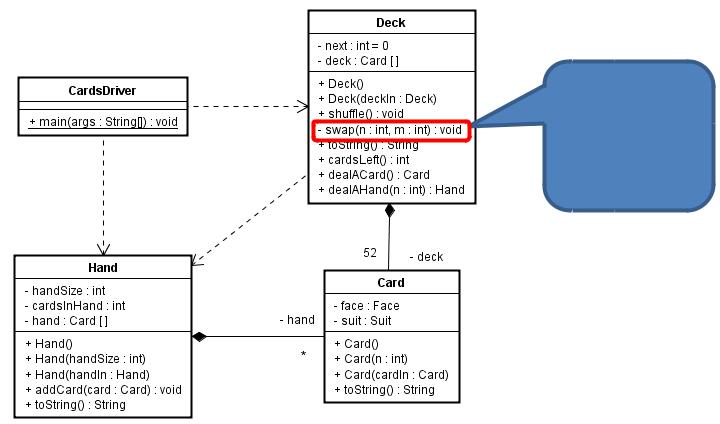 Deck
- next : int = 0
- deck : Card [ ]
+ Deck()
+ Deck(deckIn : Deck)
+ shuffle() : void
- swap(n : int, m : int) : void
+ toString() : String
+ cardsLeft() : int
+ dealACard() : Card
+ dealAHand(n : int) : Hand
CardsDriver
+ main(args : String[]) : void
52
- deck
Hand
- handSize : int
- cardsInHand : int
- hand : Card [ ]
+ Hand()
+ Hand(handSize : int)
+ Hand(handIn : Hand)
+ addCard(card : Card) : void
+ toString() : String
- hand
*
Card
- face : Face
- suit : Suit
+ Card()
+ Card(n : int)
+ Card(cardIn : Card)
+ toString() : String